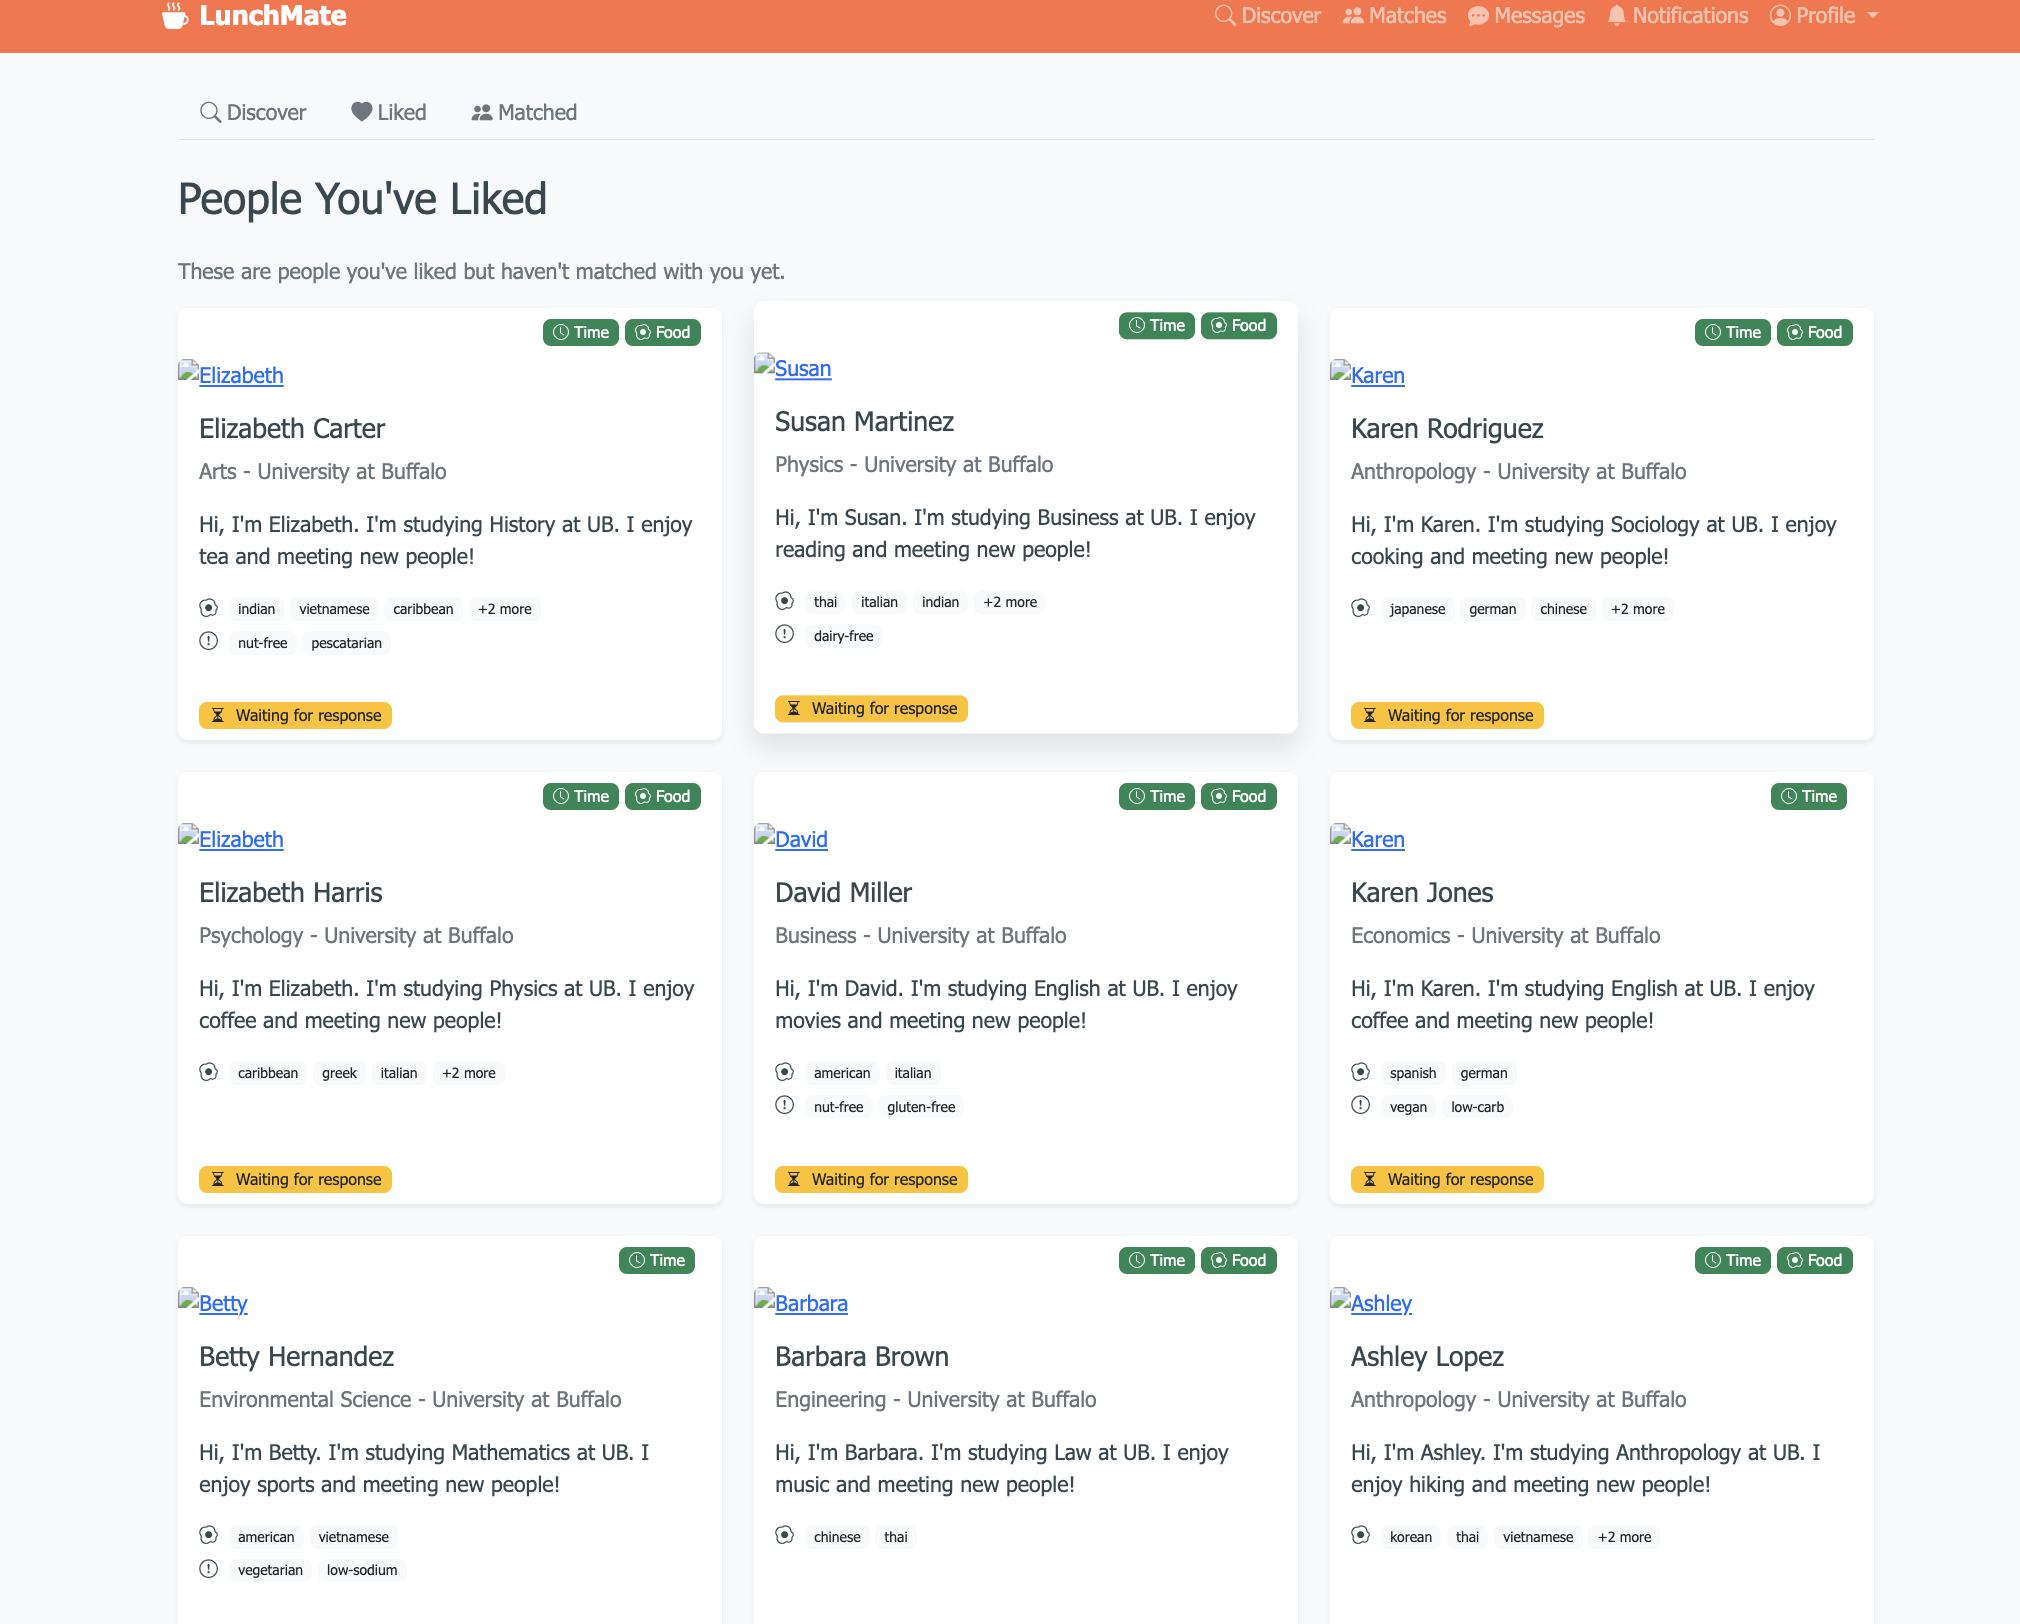 LunchMate
Discover Matches Messages Notifications Profile
Discover Liked Matched
People You've Liked
These are people you've liked but haven't matched with you yet.
Time Food
Elizabeth
Elizabeth Carter
Arts - University at Buffalo
Hi, I'm Elizabeth. I'm studying History at UB. I enjoy
tea and meeting new people!
indian vietnamese caribbean +2 more
nut-free pescatarian
Waiting for response
Time Food
Susan
Susan Martinez
Physics - University at Buffalo
Hi, I'm Susan. I'm studying Business at UB. I enjoy
reading and meeting new people!
thai italian indian +2 more
dairy-free
Waiting for response
Time Food
Karen
Karen Rodriguez
Anthropology - University at Buffalo
Hi, I'm Karen. I'm studying Sociology at UB. I enjoy
cooking and meeting new people!
japanese german chinese +2 more
Waiting for response
Time Food
Elizabeth
Elizabeth Harris
Psychology - University at Buffalo
Hi, I'm Elizabeth. I'm studying Physics at UB. I enjoy
coffee and meeting new people!
caribbean greek italian +2 more
Waiting for response
Time Food
David
David Miller
Business - University at Buffalo
Hi, I'm David. I'm studying English at UB. I enjoy
movies and meeting new people!
american italian
nut-free gluten-free
Waiting for response
Time
Karen
Karen Jones
Economics - University at Buffalo
Hi, I'm Karen. I'm studying English at UB. I enjoy
coffee and meeting new people!
spanish german
vegan low-carb
Waiting for response
Time
Betty
Betty Hernandez
Environmental Science - University at Buffalo
Hi, I'm Betty. I'm studying Mathematics at UB. I
enjoy sports and meeting new people!
american vietnamese
vegetarian low-sodium
Time Food
Barbara
Barbara Brown
Engineering - University at Buffalo
Hi, I'm Barbara. I'm studying Law at UB. I enjoy
music and meeting new people!
chinese thai
Time Food
Ashley
Ashley Lopez
Anthropology - University at Buffalo
Hi, I'm Ashley. I'm studying Anthropology at UB. I
enjoy hiking and meeting new people!
korean thai vietnamese +2 more